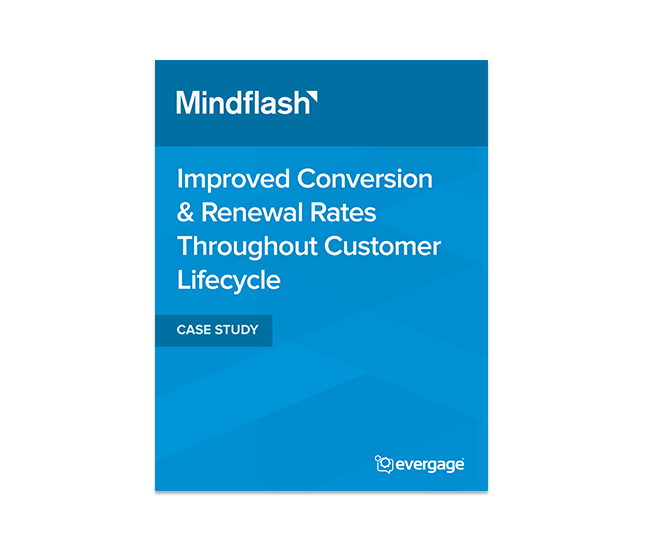 Mindflash
Improved Conversion
& Renewal Rates
Throughout Customer
Lifecycle
CASE STUDY
evergage